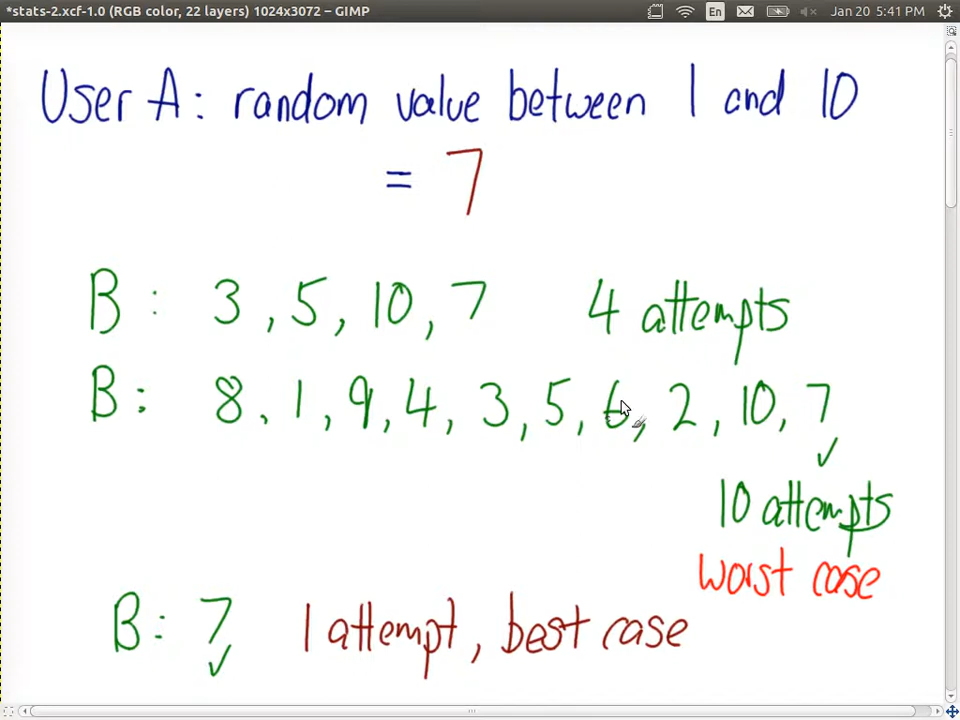 *stats-2.xcf-1.0 (RGB color, 22 layers) 1024x3072 – GIMP
En
Jan 20 5:41 PM
User A: random value between 1 and 10
= 7
B: 3, 5, 10, 7 4 attempts
B: 8, 1, 9, 4, 3, 5, 6, 2, 10, 7
10 attempts
worst case
B: 7 1 attempt, best case